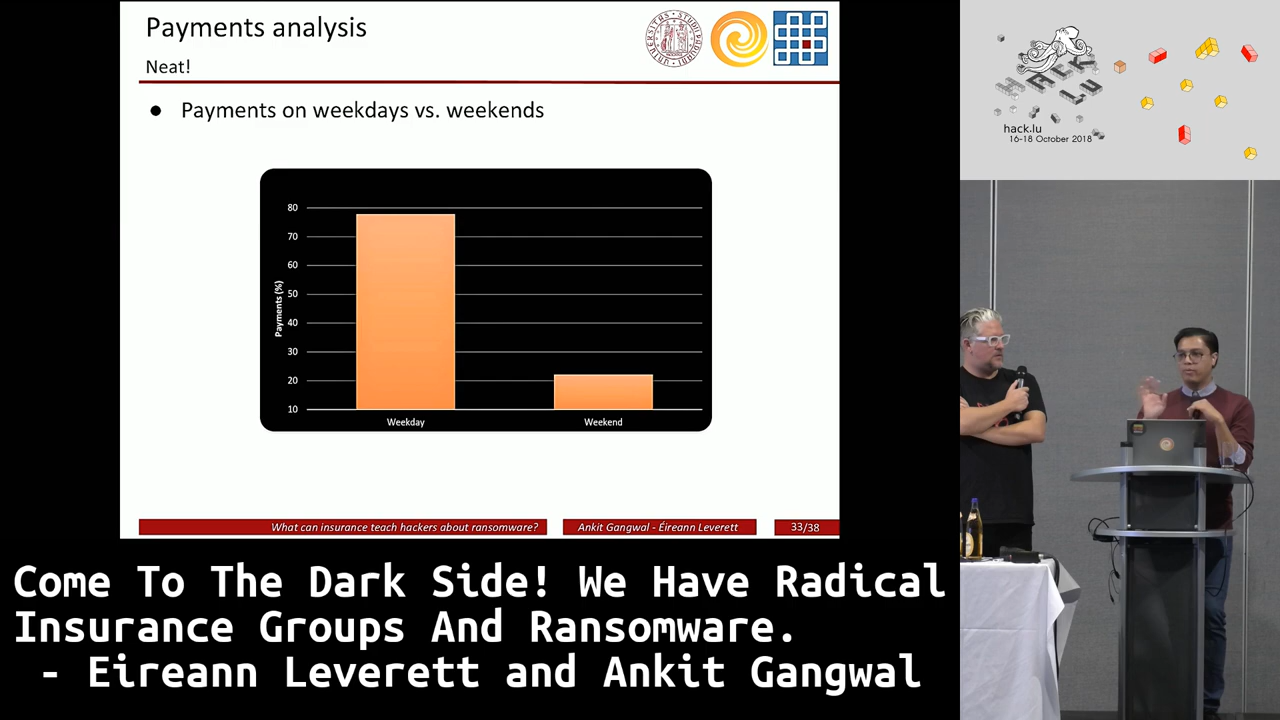 Payments analysis
Neat!
● Payments on weekdays vs. weekends
80
70
60
50
40
30
20
10
Payments (%)
Weekday
Weekend
What can insurance teach hackers about ransomware?
Ankit Gangwal - Éireann Leverett
33/38
HACK
LU
hack.lu
16-18 October 2018
Come To The Dark Side! We Have Radical
Insurance Groups And Ransomware.
- Eireann Leverett and Ankit Gangwal